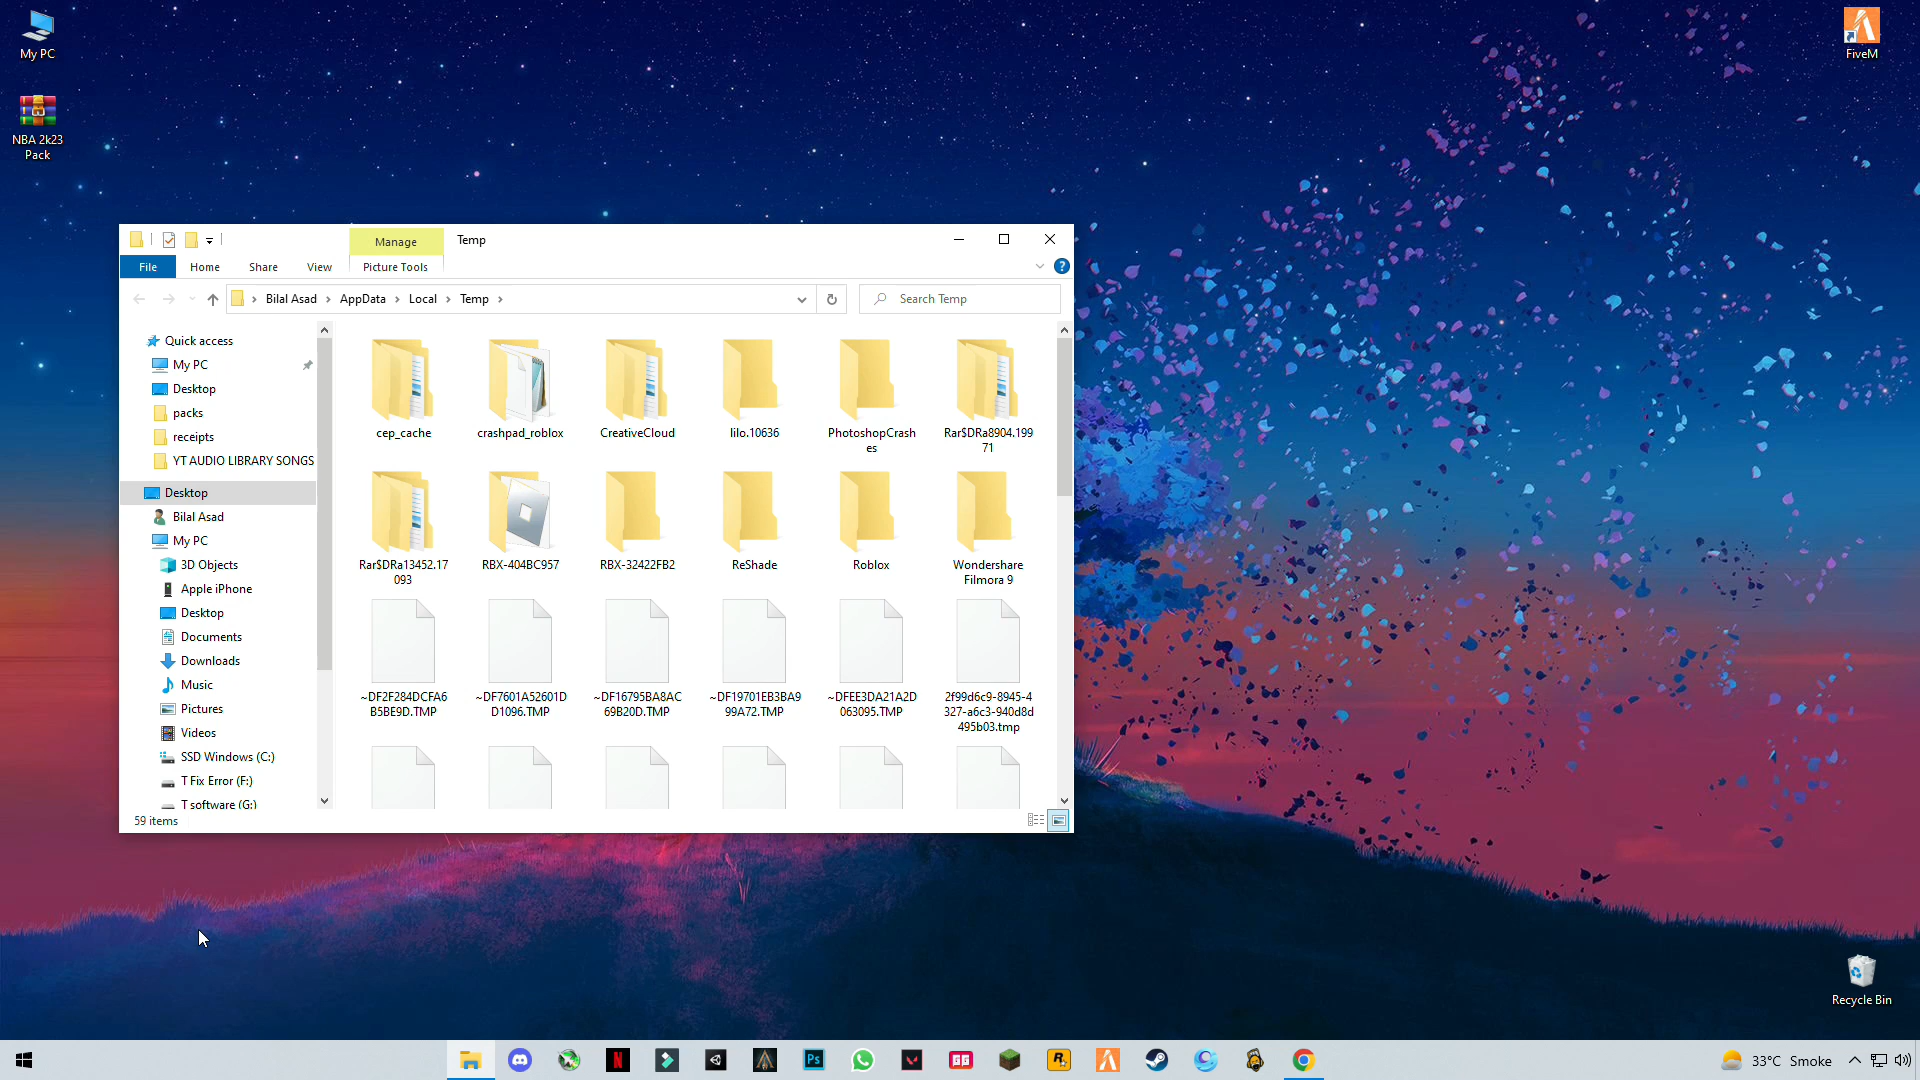 My PC
NBA 2k23
Pack
FiveM
Manage
Temp
File
Home
Share
View
Picture Tools
?
Bilal Asad
AppData
Local
Temp
Search Temp
Quick access
My PC
Desktop
packs
receipts
YT AUDIO LIBRARY SONGS
Desktop
Bilal Asad
My PC
3D Objects
Apple iPhone
Desktop
Documents
Downloads
Music
Pictures
Videos
SSD Windows (C:)
T Fix Error (F:)
T software (G:)
cep_cache
crashpad_roblox
CreativeCloud
lilo.10636
PhotoshopCrash
es
Rar$DRa8904.199
71
Rar$DRa13452.17
093
RBX-404BC957
RBX-32422FB2
ReShade
Roblox
Wondershare
Filmora 9
~DF2F284DCFA6
B5BE9D.TMP
~DF7601A52601D
D1096.TMP
~DF16795BA8AC
69B20D.TMP
~DF19701EB3BA9
99A72.TMP
~DFEE3DA21A2D
063095.TMP
2f99d6c9-8945-4
327-a6c3-940d8d
495b03.tmp
59 items
Recycle Bin
N
Ps
GG
R
33°C Smoke